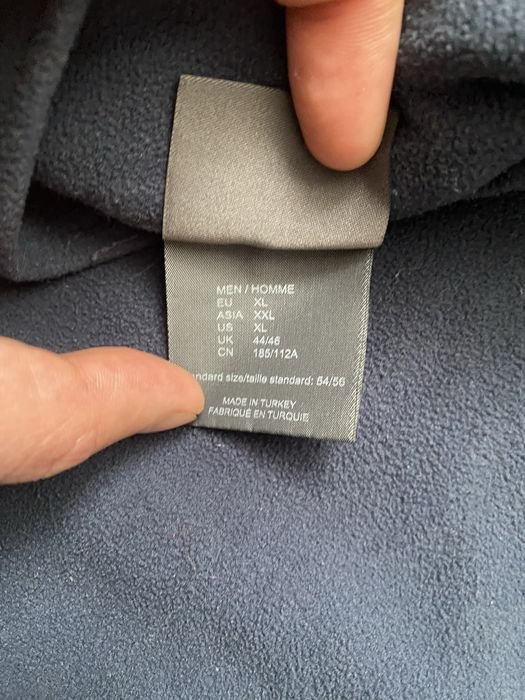 MEN / HOMME
EU XL
ASIA XXL
US XL
UK 44/46
CN 185/112A
ndard size/taille standard: 54/56
MADE IN TURKEY
FABRIQUÉ EN TURQUIE